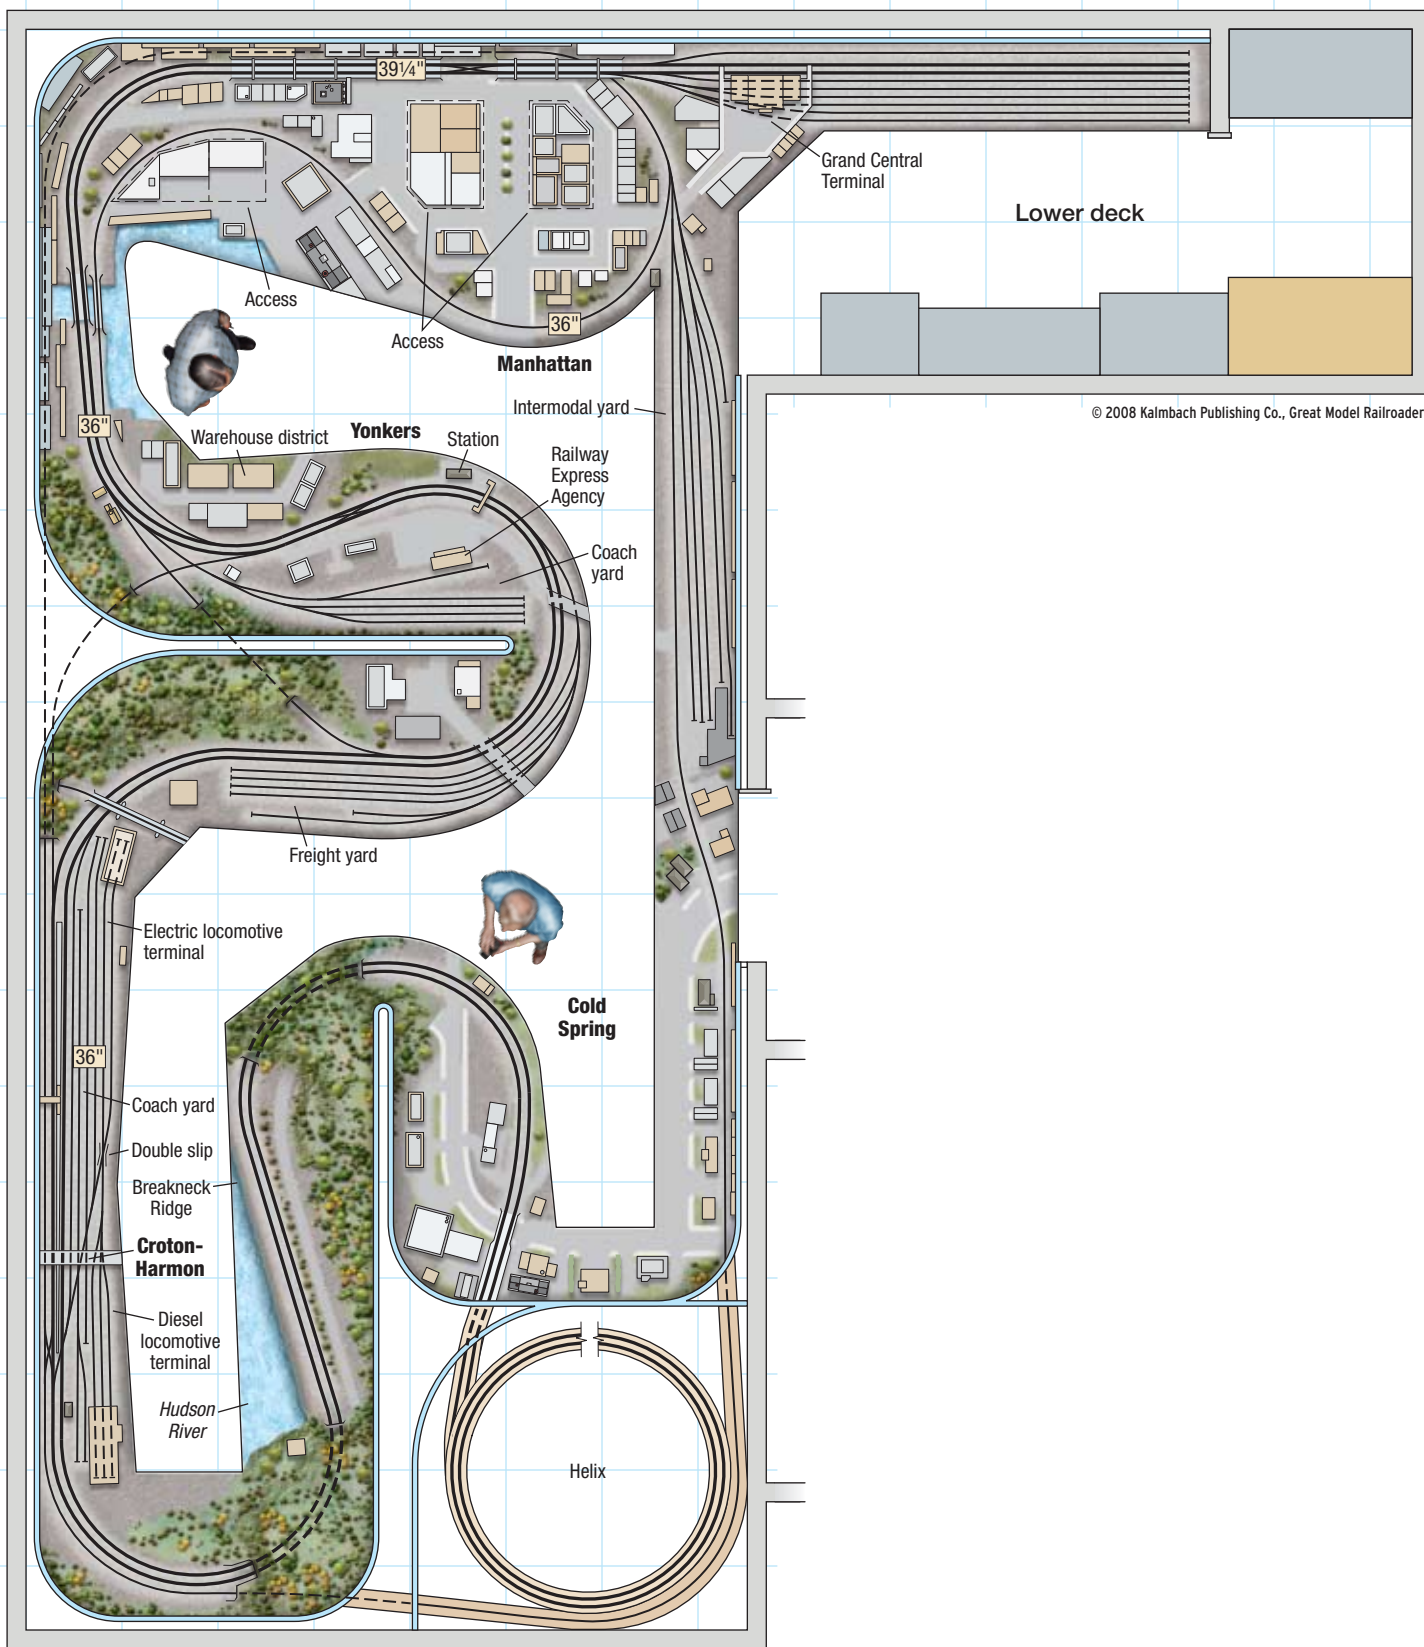 39¼"
Grand Central
Terminal
Lower deck
Access
Access
36"
Manhattan
© 2008 Kalmbach Publishing Co., Great Model Railroader
Intermodal yard
36"
Warehouse district
Yonkers
Station
Railway
Express
Agency
Coach
yard
Freight yard
Electric locomotive
terminal
Cold
Spring
36"
Coach yard
Double slip
Breakneck
Ridge
Croton-
Harmon
Diesel
locomotive
terminal
Hudson
River
Helix